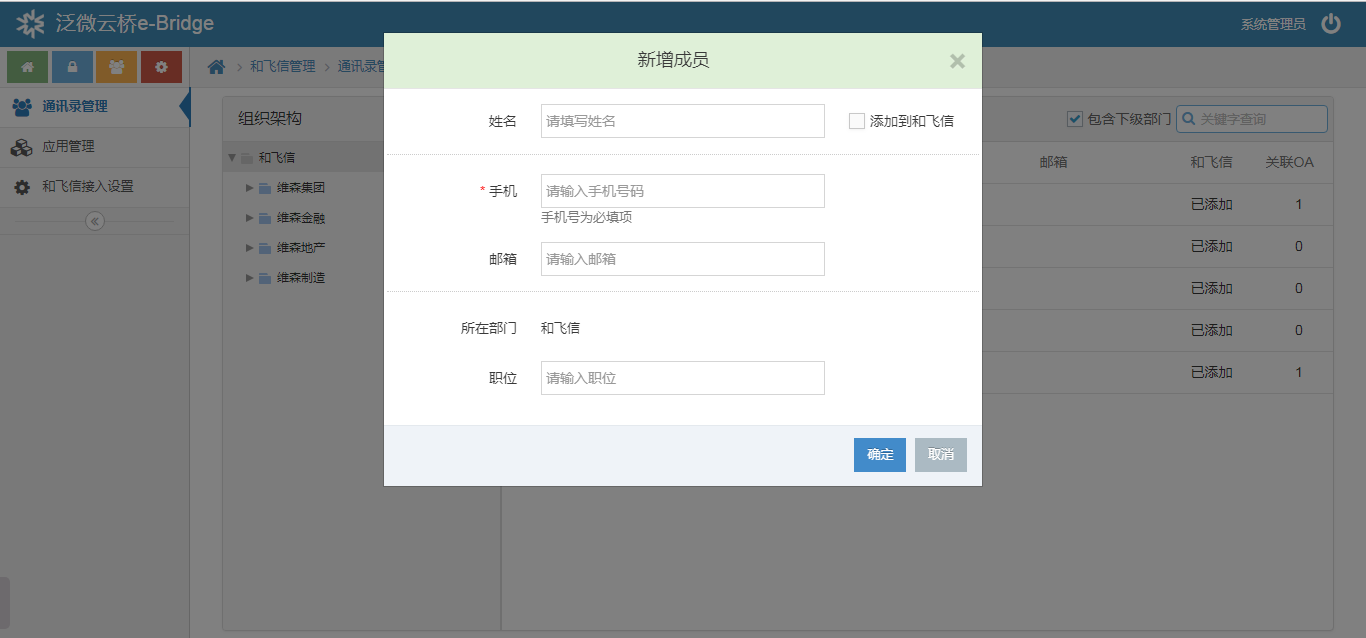 泛微云桥e-Bridge
系统管理员
和飞信管理
通讯录管
通讯录管理
应用管理
和飞信接入设置
组织架构
和飞信
维森集团
维森金融
维森地产
维森制造
包含下级部门
关键字查询
邮箱 和飞信 关联OA
已添加 1
已添加 0
已添加 0
已添加 0
已添加 1
新增成员
姓名 请填写姓名 添加到和飞信
* 手机 请输入手机号码
手机号为必填项
邮箱 请输入邮箱
所在部门 和飞信
职位 请输入职位
确定 取消